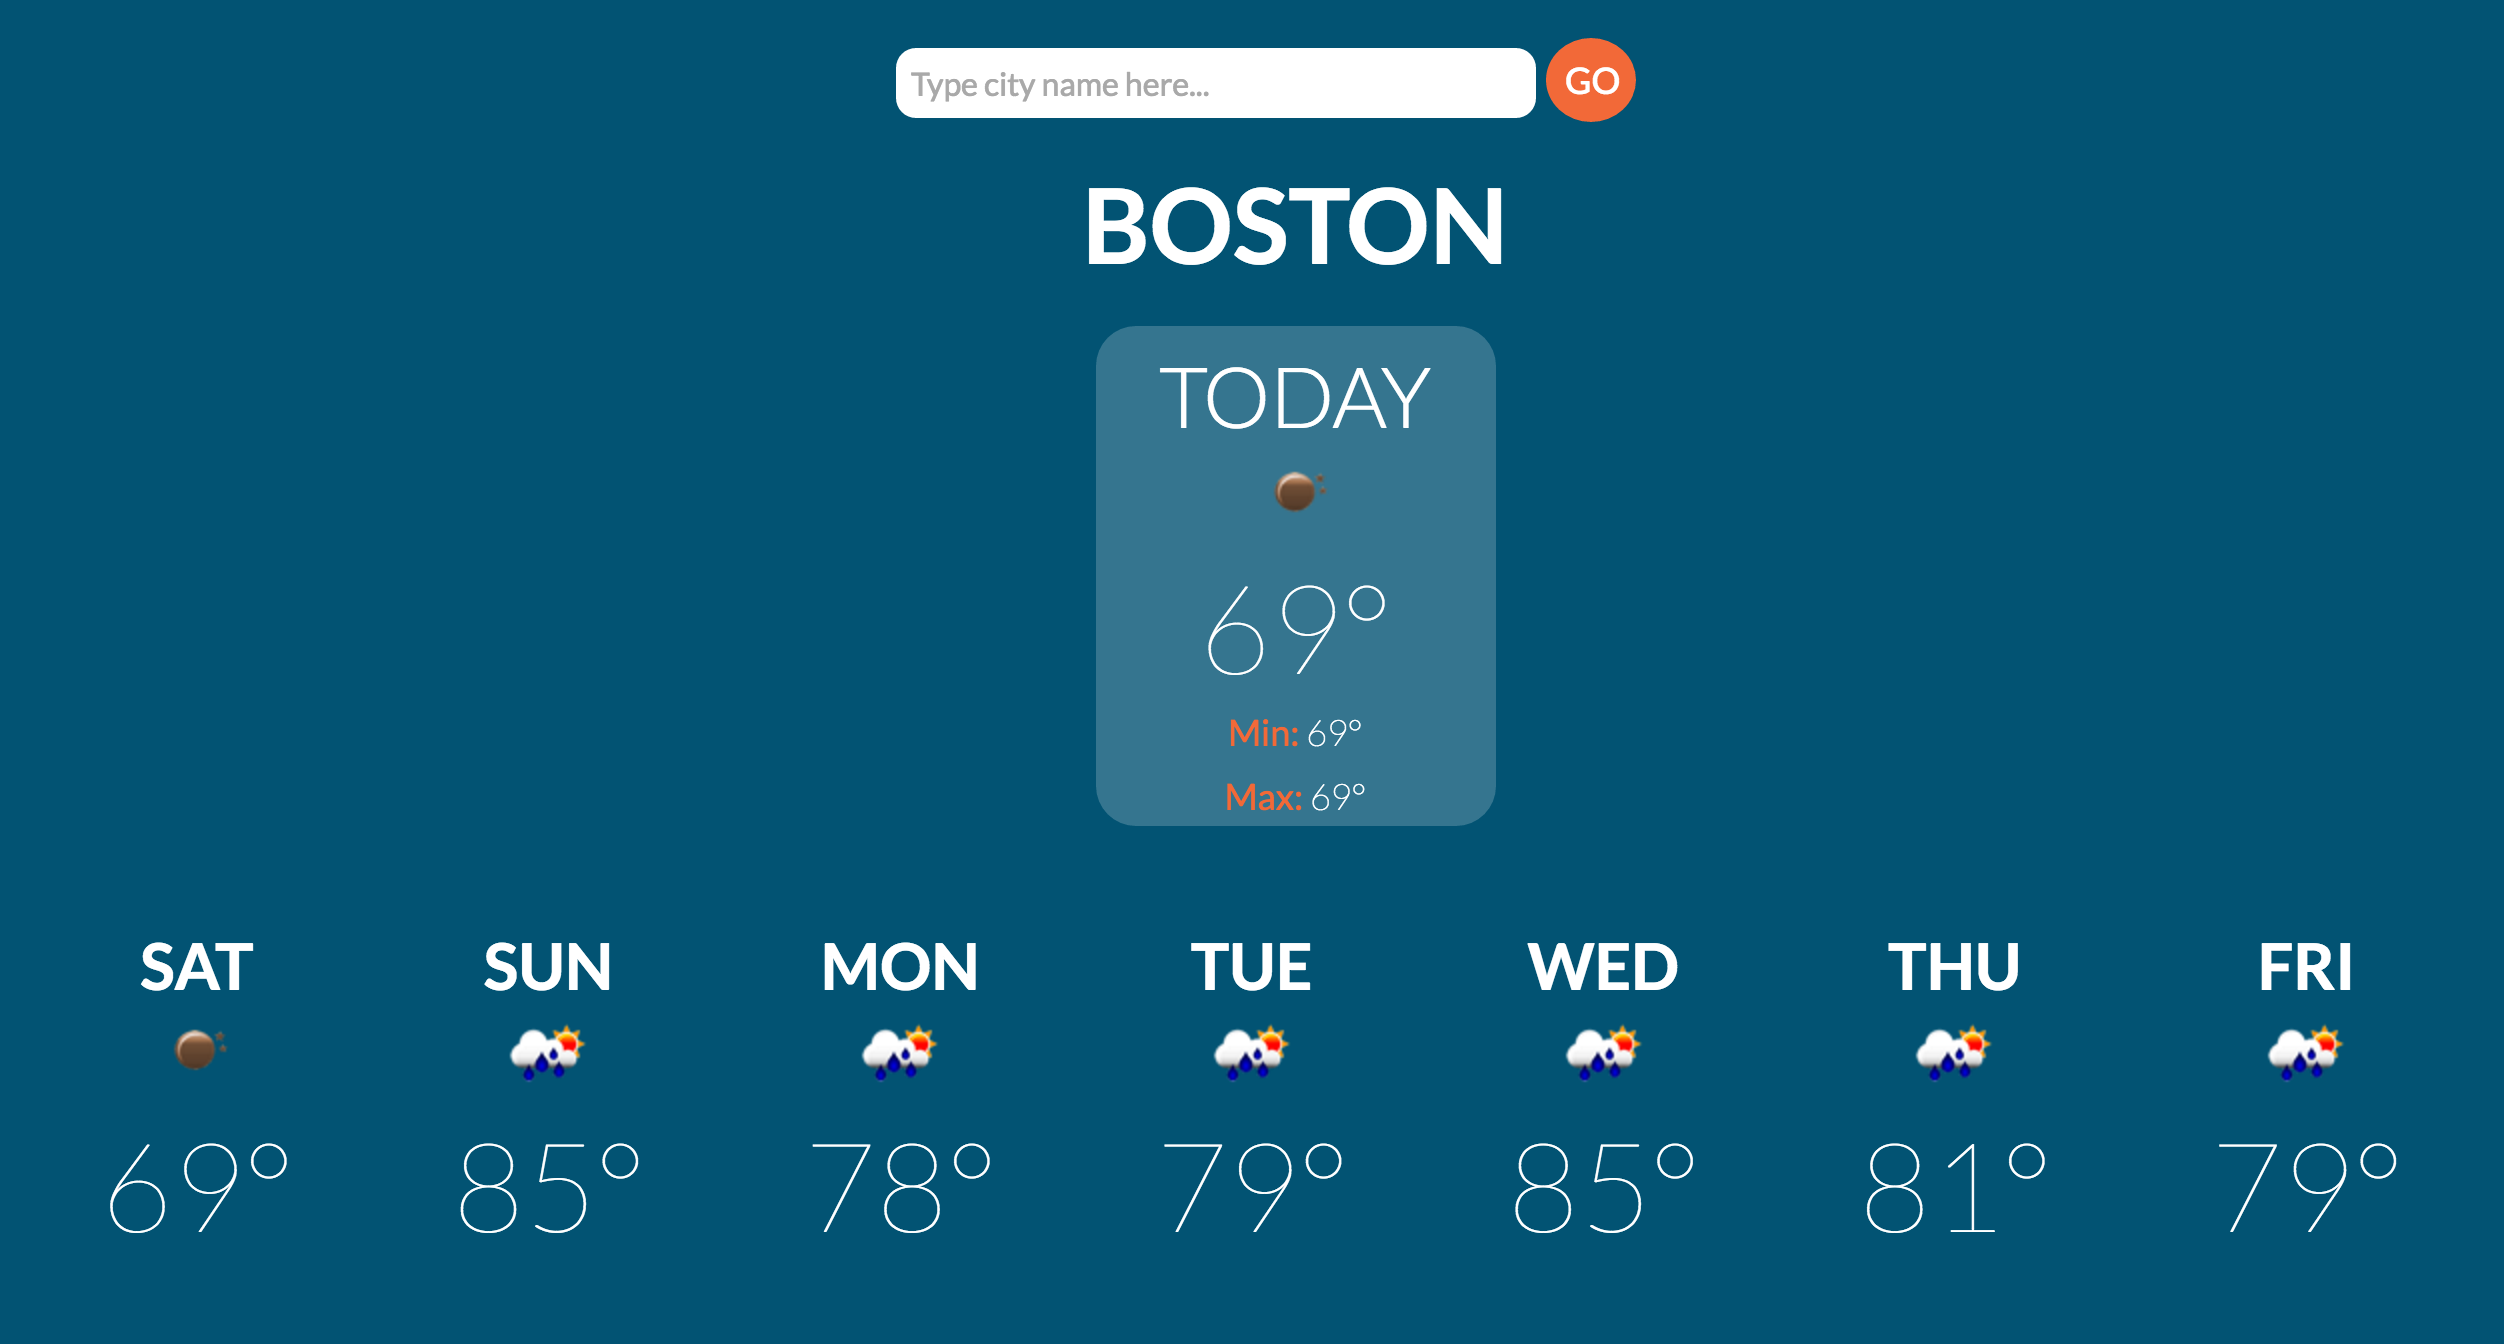 Type city name here...
GO
BOSTON
TODAY
69°
Min: 69°
Max: 69°
SAT SUN MON TUE WED THU FRI
69° 85° 78° 79° 85° 81° 79°